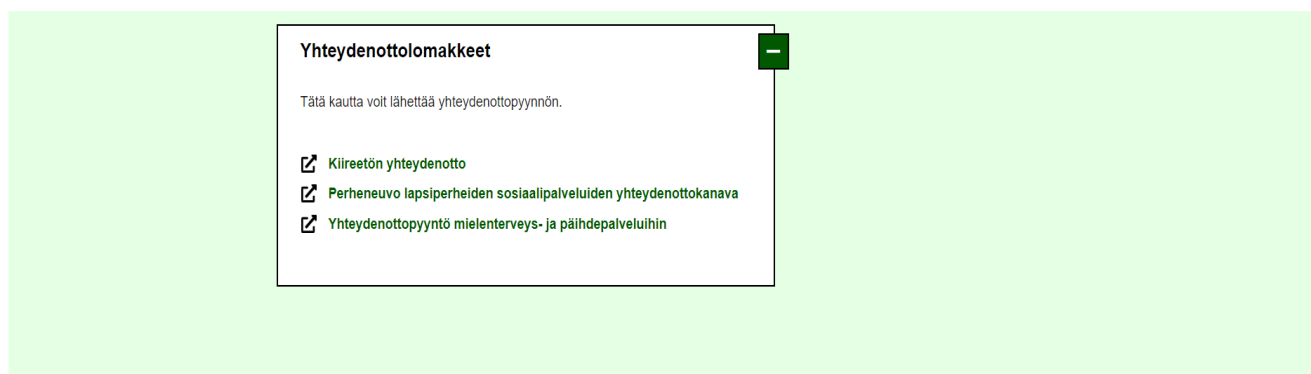 Yhteydenottolomakkeet
Tätä kautta voit lähettää yhteydenottopyynnön.
Kiireetön yhteydenotto
Perheneuvo lapsiperheiden sosiaalipalveluiden yhteydenottokanava
Yhteydenottopyyntö mielenterveys- ja päihdepalveluihin